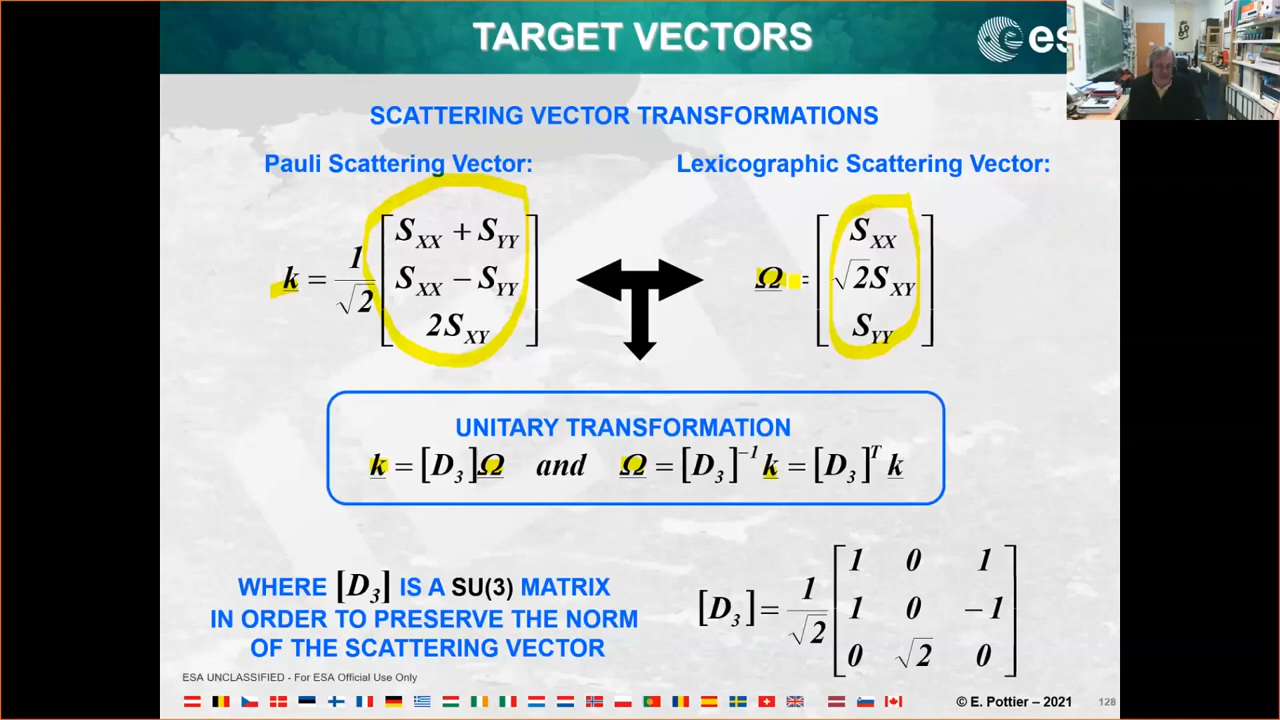 TARGET VECTORS
esa
SCATTERING VECTOR TRANSFORMATIONS
Pauli Scattering Vector:
Lexicographic Scattering Vector:
k = 1/√2 [S_XX + S_YY
S_XX − S_YY
2S_XY]
Ω = [S_XX
√2S_XY
S_YY]
UNITARY TRANSFORMATION
k = [D_3]Ω and Ω = [D_3]^−1 k = [D_3]^T k
WHERE [D_3] IS A SU(3) MATRIX
IN ORDER TO PRESERVE THE NORM
OF THE SCATTERING VECTOR
[D_3] = 1/√2 [1 0 1
1 0 −1
0 √2 0]
ESA UNCLASSIFIED - For ESA Official Use Only
© E. Pottier – 2021
128